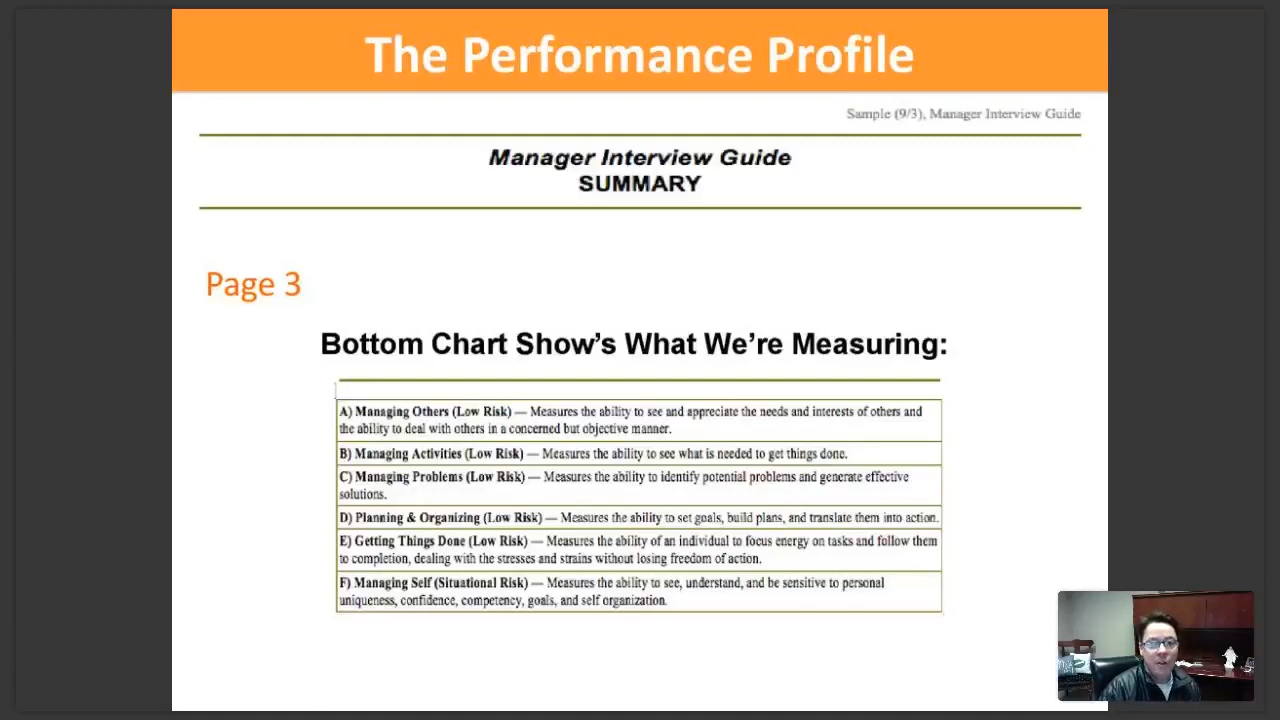 The Performance Profile
Sample (9/3), Manager Interview Guide
Manager Interview Guide
SUMMARY
Page 3
Bottom Chart Show's What We're Measuring:
A) Managing Others (Low Risk) — Measures the ability to see and appreciate the needs and interests of others and
the ability to deal with others in a concerned but objective manner.
B) Managing Activities (Low Risk) — Measures the ability to see what is needed to get things done.
C) Managing Problems (Low Risk) — Measures the ability to identify potential problems and generate effective
solutions.
D) Planning & Organizing (Low Risk) — Measures the ability to set goals, build plans, and translate them into action.
E) Getting Things Done (Low Risk) — Measures the ability of an individual to focus energy on tasks and follow them
to completion, dealing with the stresses and strains without losing freedom of action.
F) Managing Self (Situational Risk) — Measures the ability to see, understand, and be sensitive to personal
uniqueness, confidence, competency, goals, and self organization.